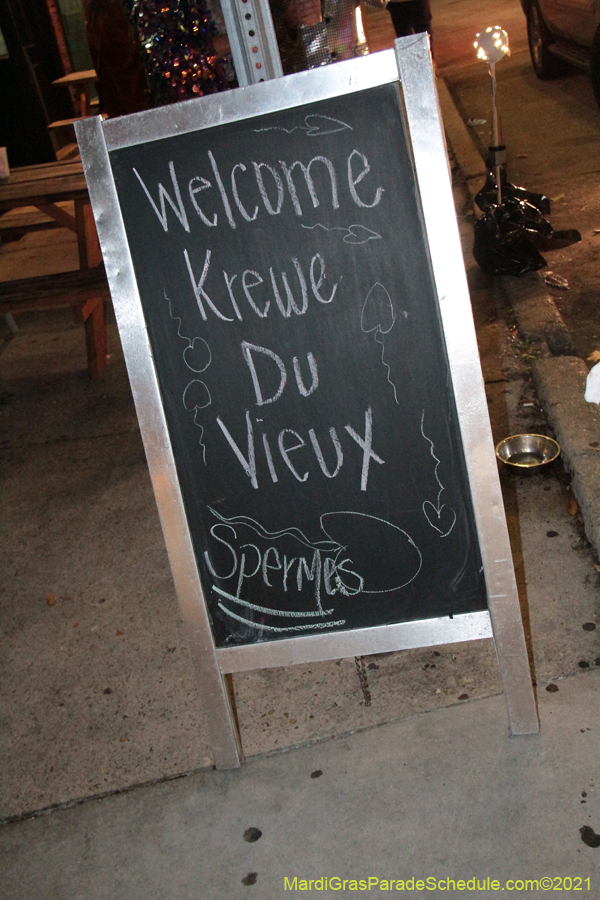 Welcome
Krewe
Du
Vieux
Spermes
MardiGrasParadeSchedule.com©2021